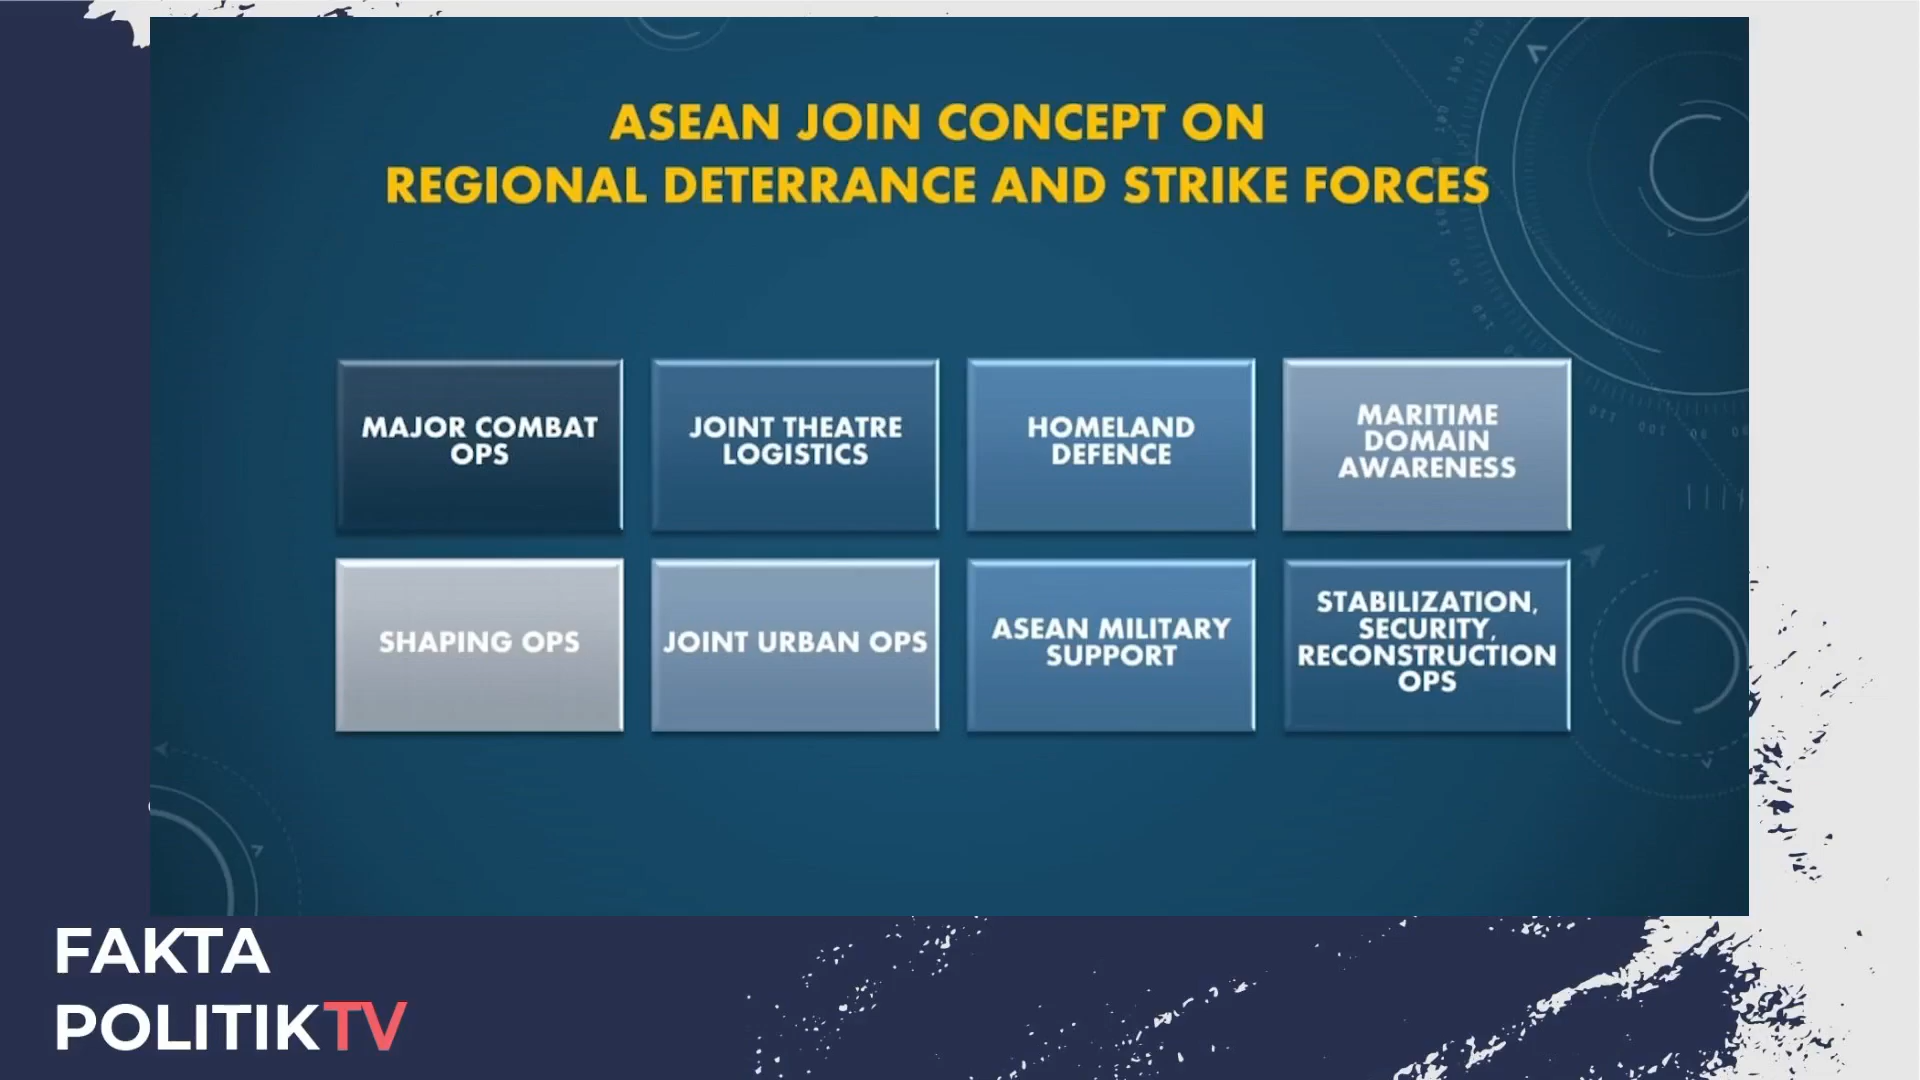 ASEAN JOIN CONCEPT ON
REGIONAL DETERRANCE AND STRIKE FORCES
MAJOR COMBAT
OPS
JOINT THEATRE
LOGISTICS
HOMELAND
DEFENCE
MARITIME
DOMAIN
AWARENESS
SHAPING OPS
JOINT URBAN OPS
ASEAN MILITARY
SUPPORT
STABILIZATION,
SECURITY,
RECONSTRUCTION
OPS
FAKTA
POLITIKTV